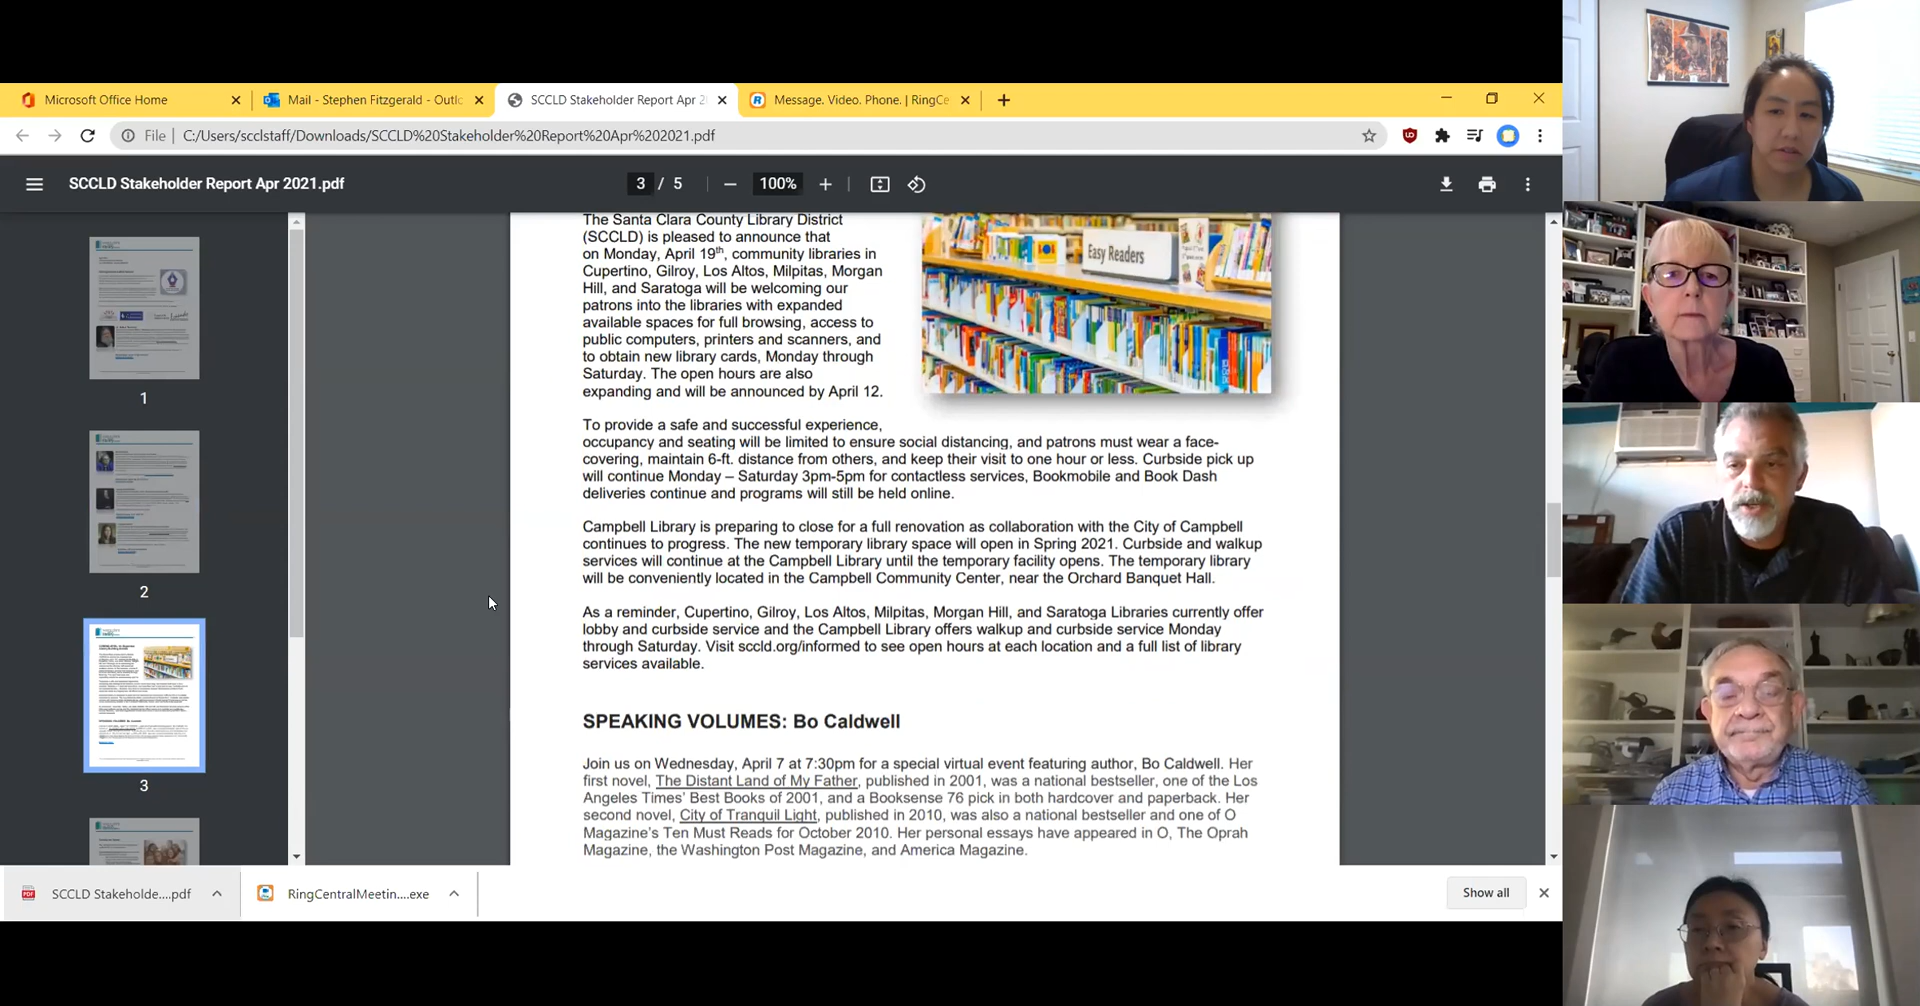 Microsoft Office Home
Mail - Stephen Fitzgerald - Outlo
SCCLD Stakeholder Report Apr 2
Message. Video. Phone. | RingCe
File
C:/Users/scclstaff/Downloads/SCCLD%20Stakeholder%20Report%20Apr%202021.pdf
SCCLD Stakeholder Report Apr 2021.pdf
3 / 5
100%
1
2
3
Easy Readers
The Santa Clara County Library District
(SCCLD) is pleased to announce that
on Monday, April 19th, community libraries in
Cupertino, Gilroy, Los Altos, Milpitas, Morgan
Hill, and Saratoga will be welcoming our
patrons into the libraries with expanded
available spaces for full browsing, access to
public computers, printers and scanners, and
to obtain new library cards, Monday through
Saturday. The open hours are also
expanding and will be announced by April 12.
To provide a safe and successful experience,
occupancy and seating will be limited to ensure social distancing, and patrons must wear a face-
covering, maintain 6-ft. distance from others, and keep their visit to one hour or less. Curbside pick up
will continue Monday – Saturday 3pm-5pm for contactless services, Bookmobile and Book Dash
deliveries continue and programs will still be held online.
Campbell Library is preparing to close for a full renovation as collaboration with the City of Campbell
continues to progress. The new temporary library space will open in Spring 2021. Curbside and walkup
services will continue at the Campbell Library until the temporary facility opens. The temporary library
will be conveniently located in the Campbell Community Center, near the Orchard Banquet Hall.
As a reminder, Cupertino, Gilroy, Los Altos, Milpitas, Morgan Hill, and Saratoga Libraries currently offer
lobby and curbside service and the Campbell Library offers walkup and curbside service Monday
through Saturday. Visit sccld.org/informed to see open hours at each location and a full list of library
services available.
SPEAKING VOLUMES: Bo Caldwell
Join us on Wednesday, April 7 at 7:30pm for a special virtual event featuring author, Bo Caldwell. Her
first novel, The Distant Land of My Father, published in 2001, was a national bestseller, one of the Los
Angeles Times' Best Books of 2001, and a Booksense 76 pick in both hardcover and paperback. Her
second novel, City of Tranquil Light, published in 2010, was also a national bestseller and one of O
Magazine's Ten Must Reads for October 2010. Her personal essays have appeared in O, The Oprah
Magazine, the Washington Post Magazine, and America Magazine.
SCCLD Stakeholde....pdf
RingCentralMeetin....exe
Show all